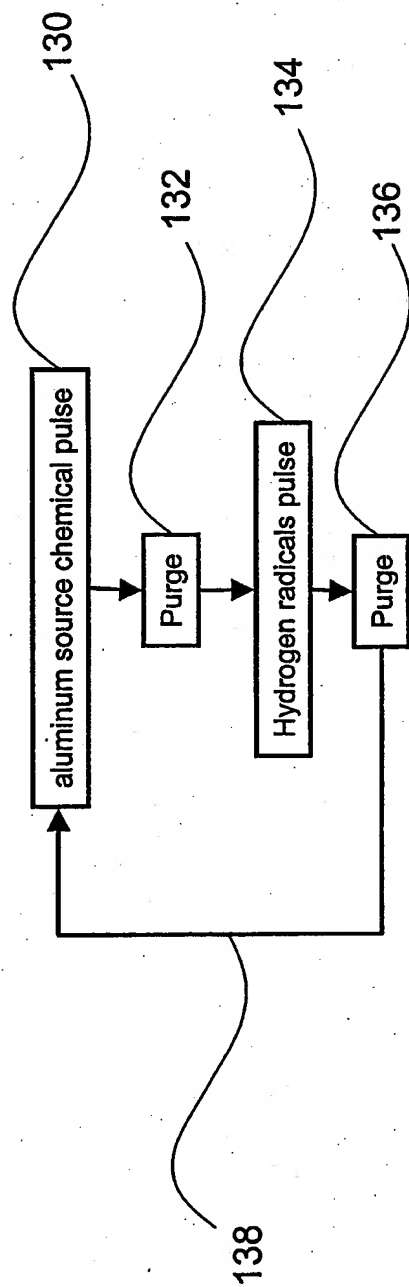 130
aluminum source chemical pulse
132
Purge
134
Hydrogen radicals pulse
136
Purge
138